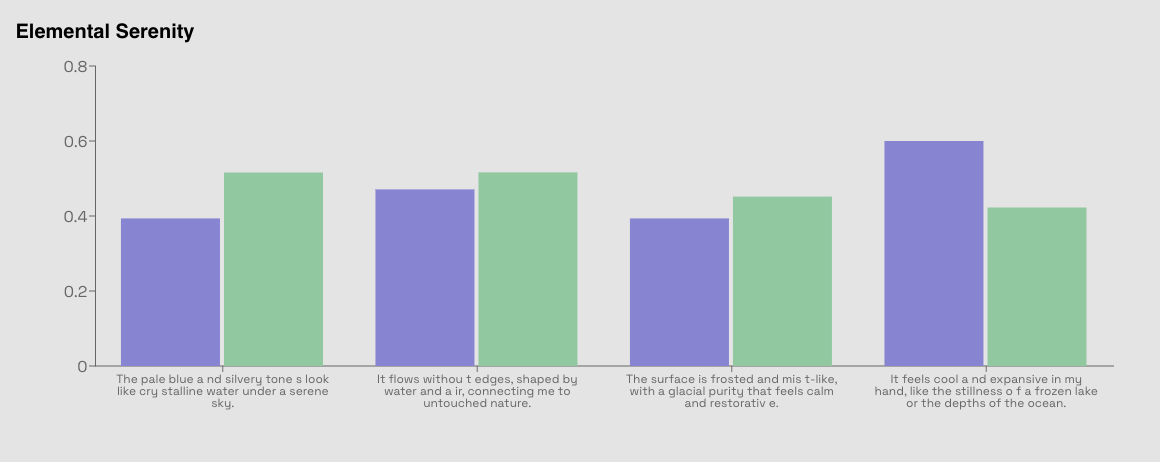 Elemental Serenity
0.8
0.6
0.4
0.2
0
The pale blue a nd silvery tone s look
like cry stalline water under a serene
sky.
It flows withou t edges, shaped by
water and a ir, connecting me to
untouched nature.
The surface is frosted and mis t-like,
with a glacial purity that feels calm
and restorativ e.
It feels cool a nd expansive in my
hand, like the stillness o f a frozen lake
or the depths of the ocean.